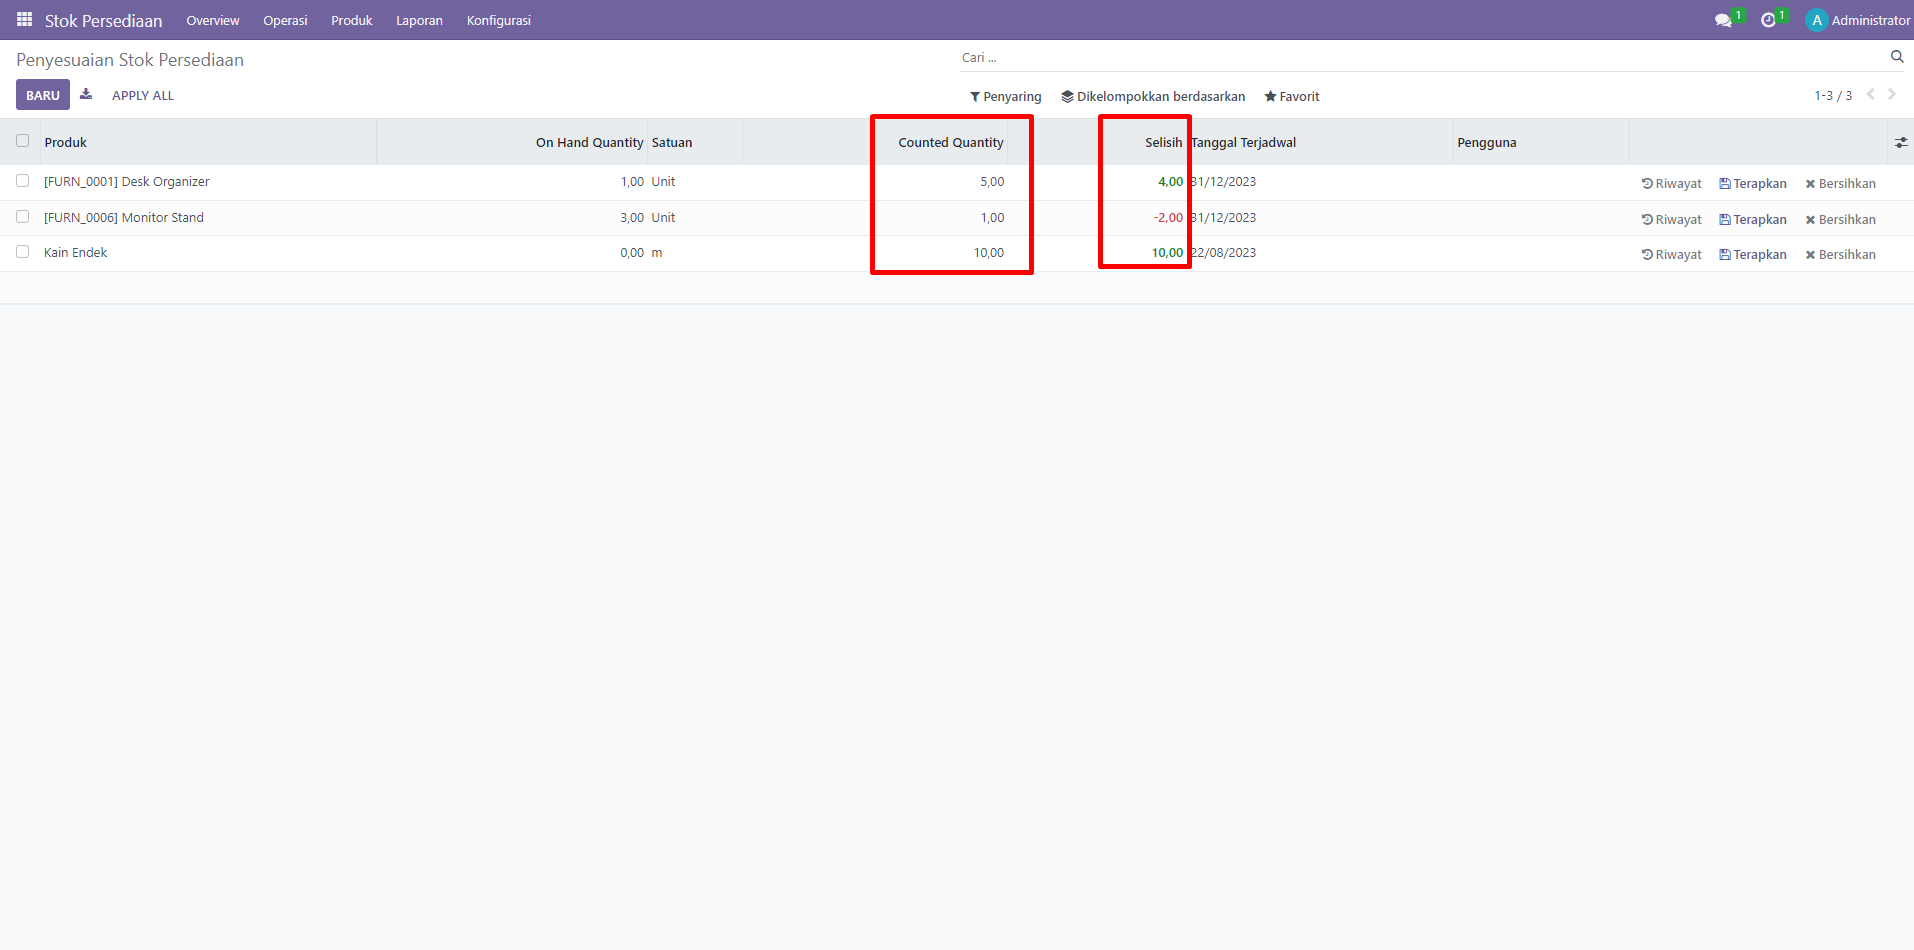 Stok Persediaan Overview Operasi Produk Laporan Konfigurasi 1 1 A Administrator
Penyesuaian Stok Persediaan Cari ...
BARU APPLY ALL Penyaring Dikelompokkan berdasarkan Favorit 1-3 / 3
Produk On Hand Quantity Satuan Counted Quantity Selisih Tanggal Terjadwal Pengguna
[FURN_0001] Desk Organizer 1,00 Unit 5,00 4,00 31/12/2023 Riwayat Terapkan Bersihkan
[FURN_0006] Monitor Stand 3,00 Unit 1,00 -2,00 31/12/2023 Riwayat Terapkan Bersihkan
Kain Endek 0,00 m 10,00 10,00 22/08/2023 Riwayat Terapkan Bersihkan